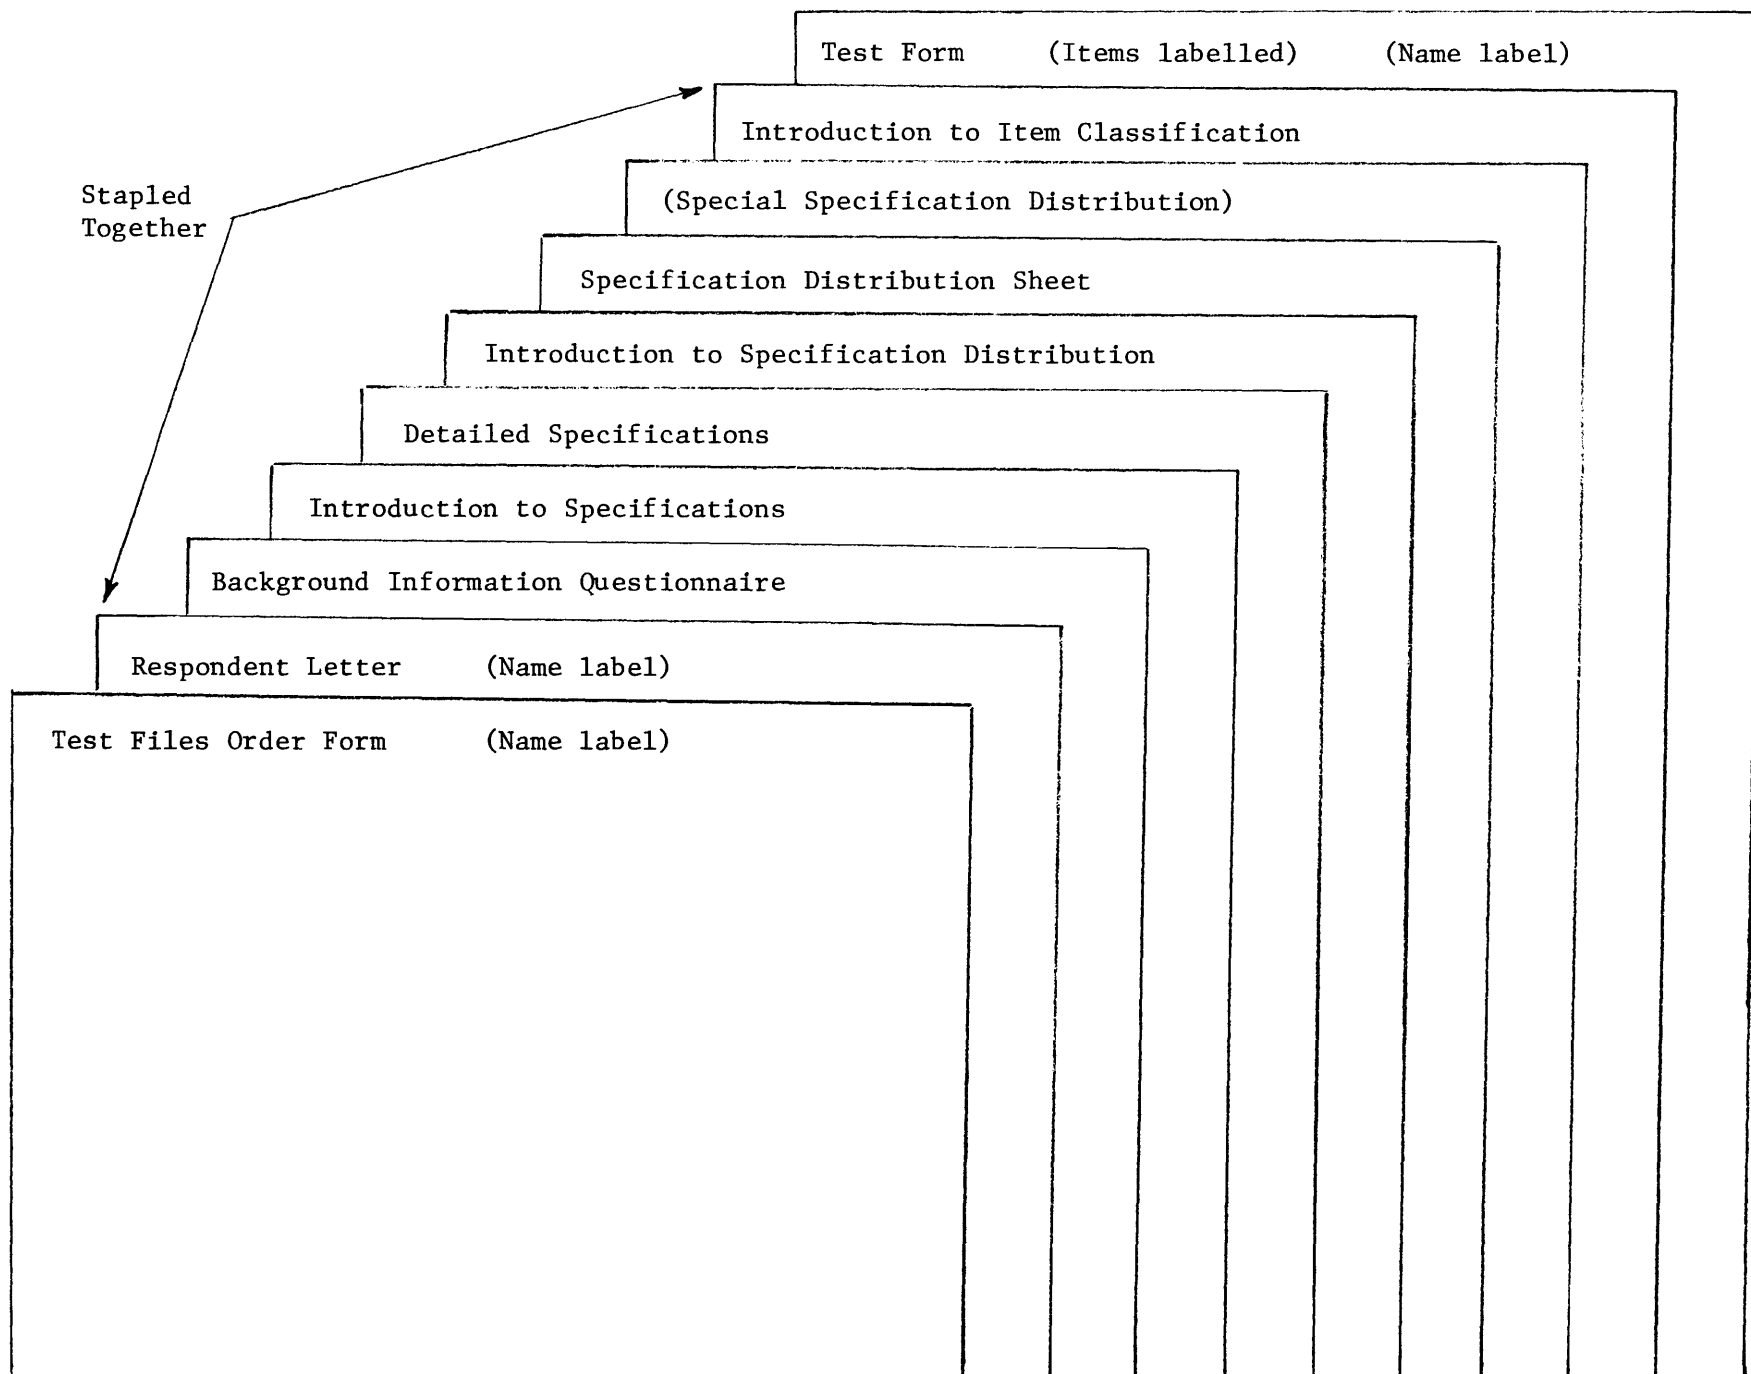 Test Form (Items labelled) (Name label)
Introduction to Item Classification
Stapled
Together
(Special Specification Distribution)
Specification Distribution Sheet
Introduction to Specification Distribution
Detailed Specifications
Introduction to Specifications
Background Information Questionnaire
Respondent Letter (Name label)
Test Files Order Form (Name label)